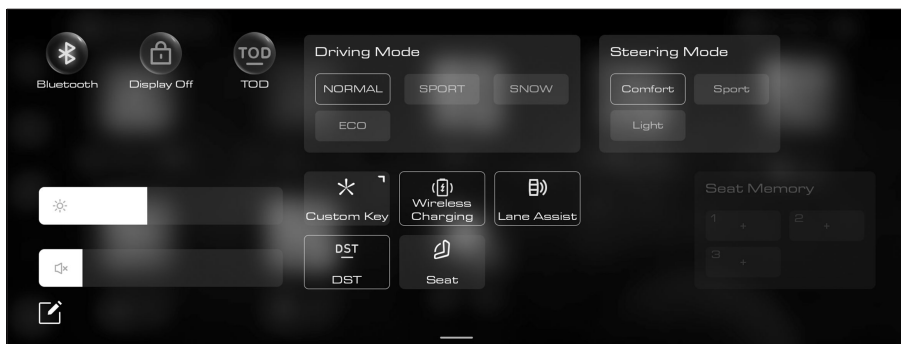 TOD
Bluetooth
Display Off
TOD
Driving Mode
NORMAL
SPORT
SNOW
ECO
Steering Mode
Comfort
Sport
Light
Custom Key
Wireless
Charging
Lane Assist
DST
DST
Seat
Seat Memory
1 +
2 +
3 +